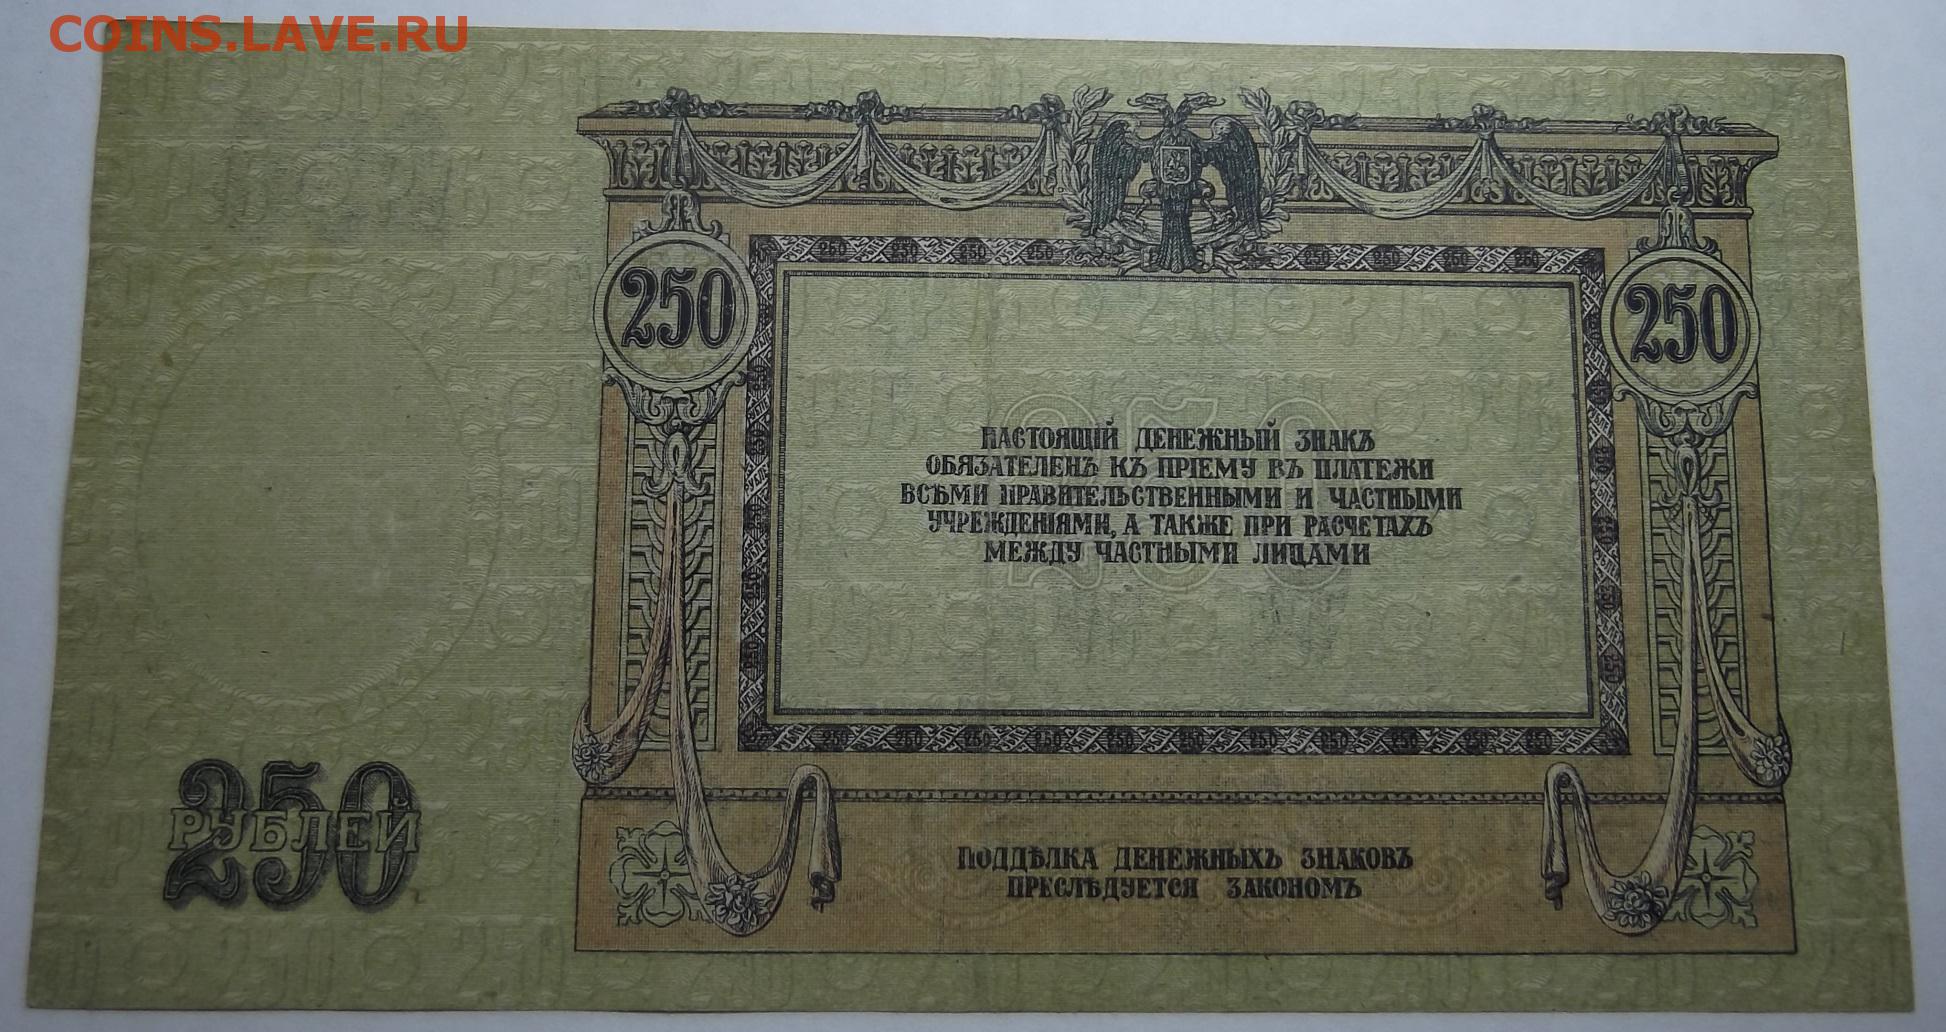 COINS.LAVE.RU
250
250
250
НАСТОЯЩІЙ ДЕНЕЖНЫЙ ЗНАКЪ
ОБЯЗАТЕЛЕНЪ КЪ ПРІЕМУ ВЪ ПЛАТЕЖИ
ВСѢМИ ПРАВИТЕЛЬСТВЕННЫМИ И ЧАСТНЫМИ
УЧРЕЖДЕНІЯМИ, А ТАКЖЕ ПРИ РАСЧЕТАХЪ
МЕЖДУ ЧАСТНЫМИ ЛИЦАМИ
250
РУБЛЕЙ
ПОДДѢЛКА ДЕНЕЖНЫХЪ ЗНАКОВЪ
ПРЕСЛѢДУЕТСЯ ЗАКОНОМЪ